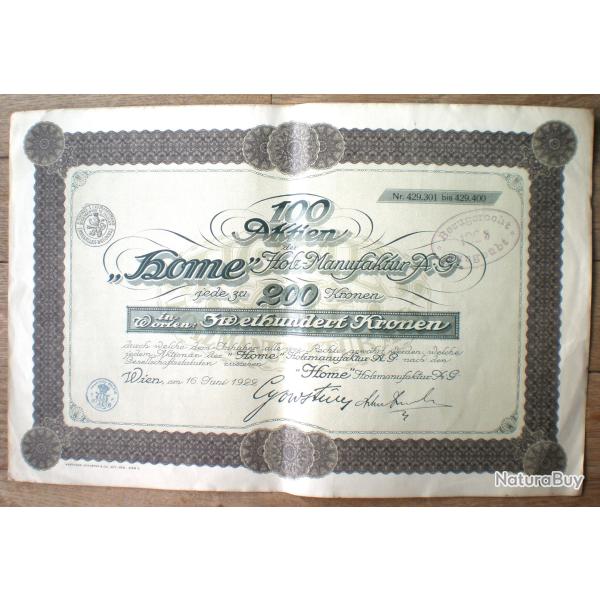 Nr. 429.301 bis 429.400
100
Aktien
der
„Home" Holz-Manufaktur A.G.
jede zu 200 Kronen
in Worten: Zweihundert Kronen
durch welche dem Inhaber alle Rechte gewährt werden, welche
jedem Aktionär der "Home" Holzmanufaktur A.G. nach den
Gesellschaftsstatuten zustehen
"Home" Holzmanufaktur A.G.
Wien, am 16. Juni 1922
Bezugsrecht
ausgeübt
NaturaBuy